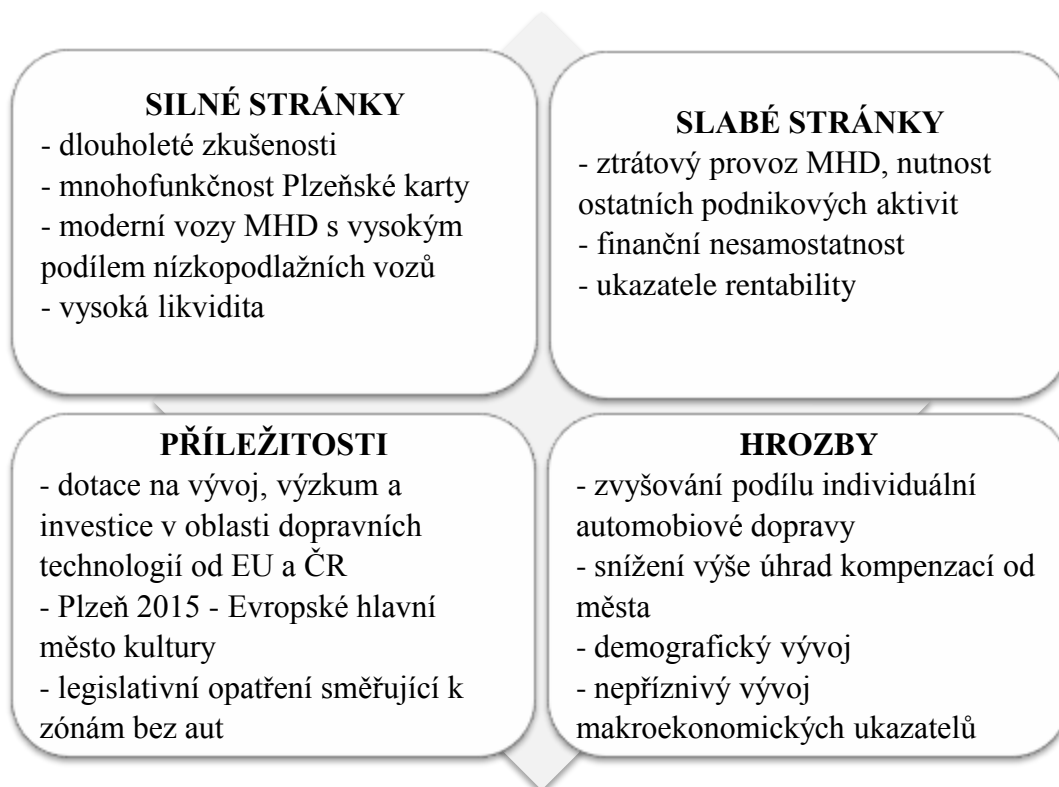 SILNÉ STRÁNKY
- dlouholeté zkušenosti
- mnohofunkčnost Plzeňské karty
- moderní vozy MHD s vysokým
podílem nízkopodlažních vozů
- vysoká likvidita
SLABÉ STRÁNKY
- ztrátový provoz MHD, nutnost
ostatních podnikových aktivit
- finanční nesamostatnost
- ukazatele rentability
PŘÍLEŽITOSTI
- dotace na vývoj, výzkum a
investice v oblasti dopravních
technologií od EU a ČR
- Plzeň 2015 - Evropské hlavní
město kultury
- legislativní opatření směřující k
zónám bez aut
HROZBY
- zvyšování podílu individuální
automobiové dopravy
- snížení výše úhrad kompenzací od
města
- demografický vývoj
- nepříznivý vývoj
makroekonomických ukazatelů